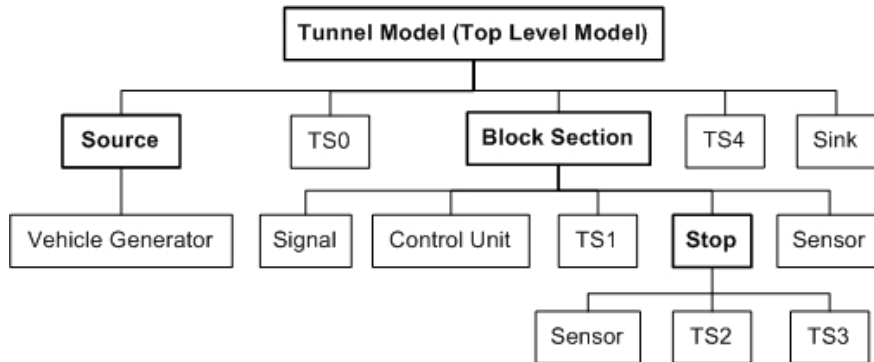 Tunnel Model (Top Level Model)
Source
TS0
Block Section
TS4
Sink
Vehicle Generator
Signal
Control Unit
TS1
Stop
Sensor
Sensor
TS2
TS3